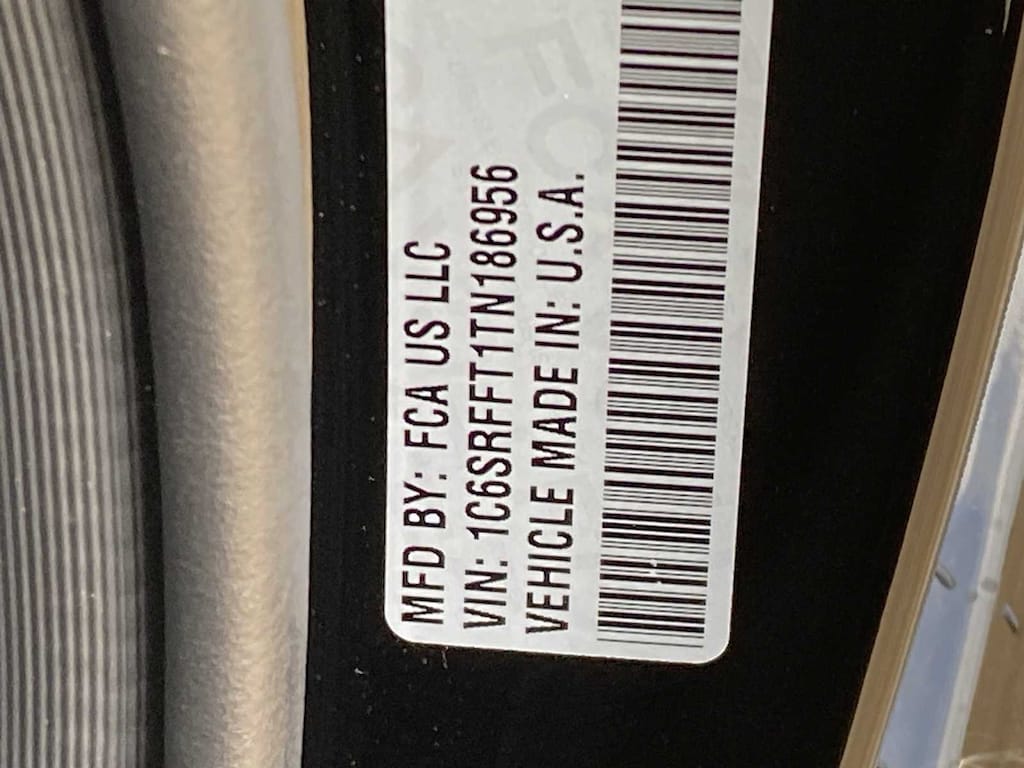 MFD BY: FCA US LLC
VIN: 1C6SRFFT1TN186956
VEHICLE MADE IN: U.S.A.